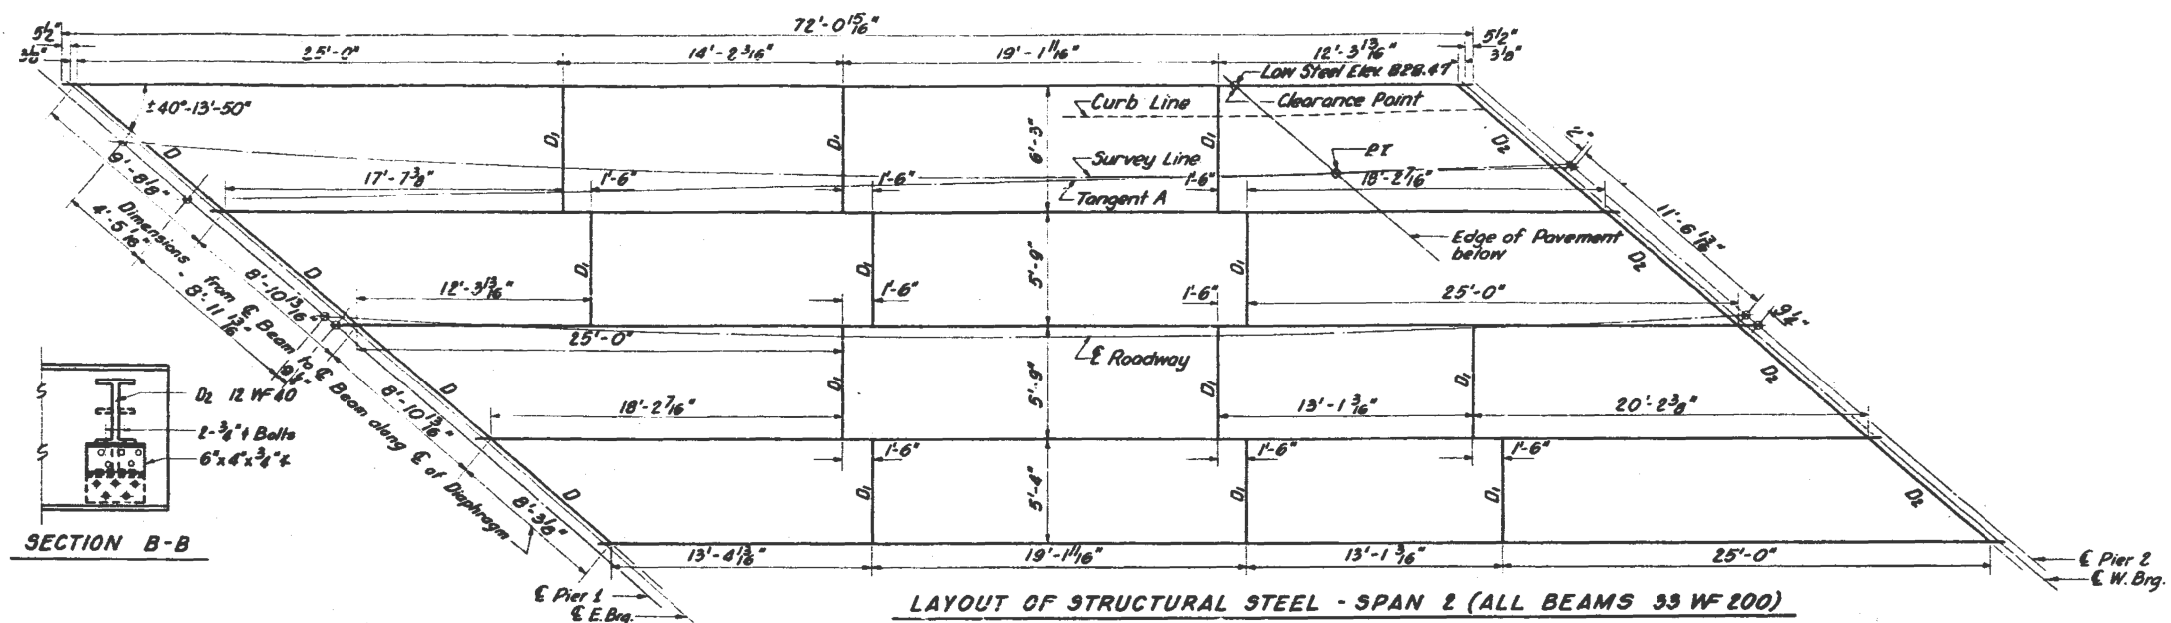 72'-0 15/16"
5 1/2"
3 1/8"
25'-0"
14'-2 3/16"
19'-1 11/16"
12'-3 13/16"
5 1/2"
3 1/8"
Low Steel Elev. 828.47
Clearance Point
Curb Line
±40°-13'-50"
D
D1
D1
6'-3"
D1
D2
2"
P.T.
Survey Line
9'-8 1/8"
17'-7 3/8"
1'-6"
1'-6"
1'-6"
18'-2 7/16"
Tangent A
4'-5 1/16"
11'-6 13/16"
Edge of Pavement
below
Dimensions - from ℄ Beam to ℄ Beam along ℄ of Diaphragm
D
D1
D1
5'-9"
D1
D2
8'-10 13/16"
8'-11 13/16"
12'-3 13/16"
1'-6"
1'-6"
25'-0"
9 1/4"
9 1/4"
25'-0"
℄ Roadway
D
D1
5'-9"
D1
D1
D2
8'-10 13/16"
18'-2 7/16"
13'-1 3/16"
20'-2 3/8"
D2 12 WF 40
2-3/4" ϕ Bolts
6"x4"x3/4" ∠
1'-6"
1'-6"
1'-6"
D
D1
5'-4"
D1
D1
D2
8'-3 1/8"
SECTION B-B
13'-4 13/16"
19'-1 11/16"
13'-1 3/16"
25'-0"
℄ Pier 1
℄ E. Brg.
℄ Pier 2
℄ W. Brg.
LAYOUT OF STRUCTURAL STEEL - SPAN 2 (ALL BEAMS 33 WF 200)